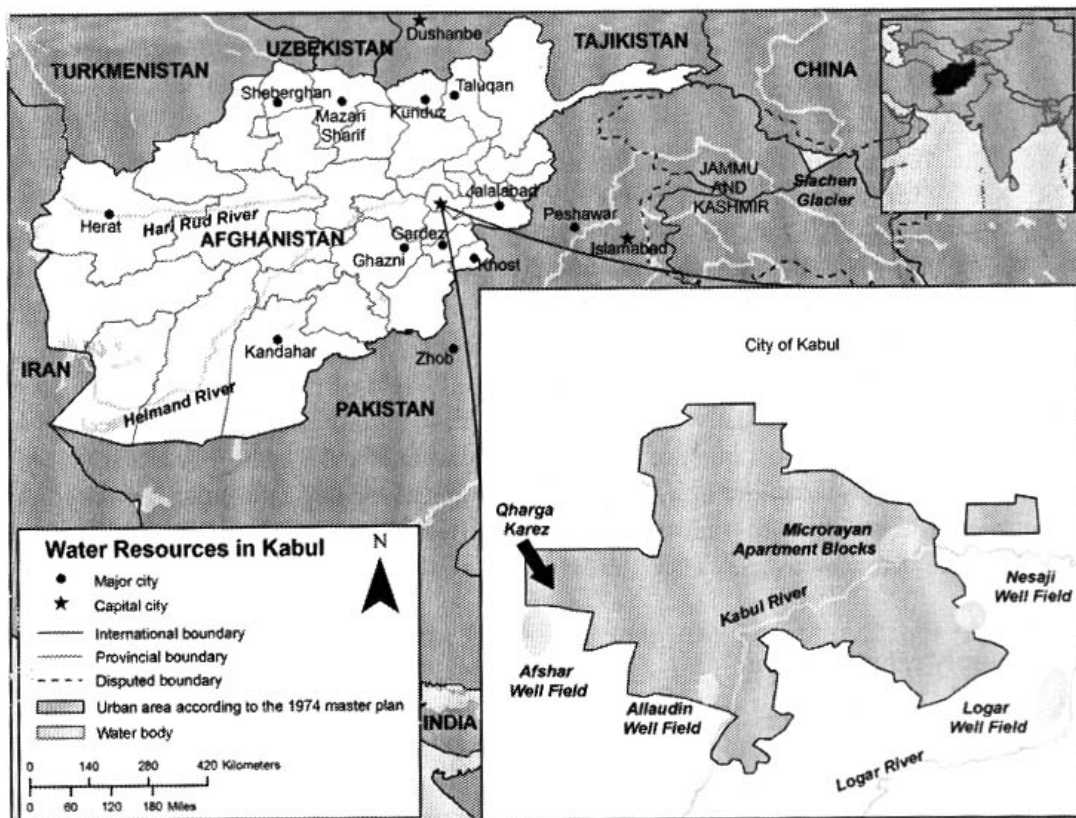 UZBEKISTAN
Dushanbe
TAJIKISTAN
TURKMENISTAN
CHINA
Sheberghan
Mazari
Sharif
Kunduz
Taluqan
JAMMU
AND
KASHMIR
Siachen
Glacier
Herat
Hari Rud River
Jalalabad
Peshawar
Islamabad
AFGHANISTAN
Gardez
Ghazni
Khost
Kandahar
Zhob
IRAN
Helmand River
PAKISTAN
INDIA
City of Kabul
Qharga
Karez
Microrayan
Apartment Blocks
Nesaji
Well Field
Kabul River
Afshar
Well Field
Allaudin
Well Field
Logar
Well Field
Logar River
Water Resources in Kabul
N
Major city
Capital city
International boundary
Provincial boundary
Disputed boundary
Urban area according to the 1974 master plan
Water body
0 140 280 420 Kilometers
0 60 120 180 Miles